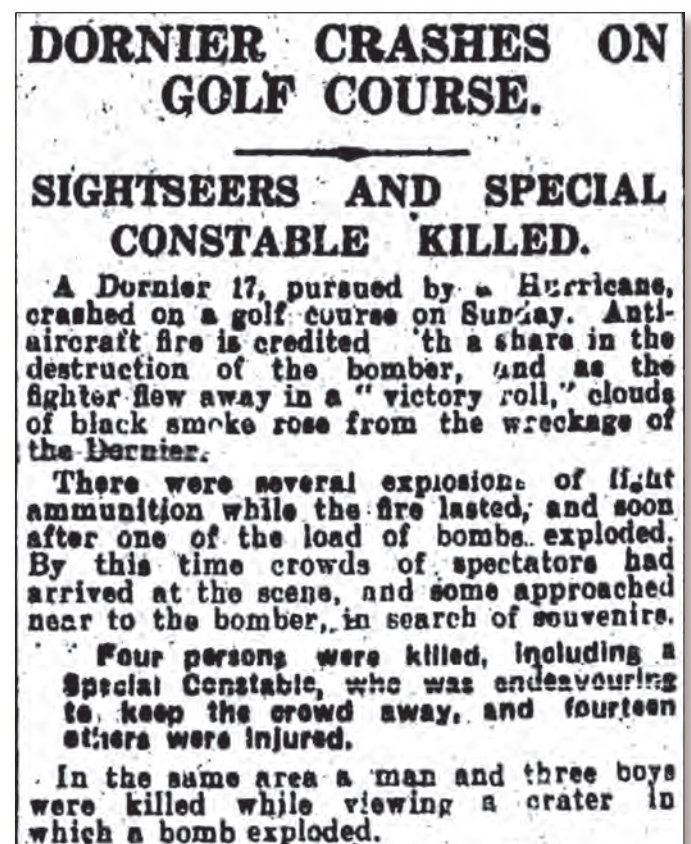 DORNIER CRASHES ON
GOLF COURSE.
SIGHTSEERS AND SPECIAL
CONSTABLE KILLED.
A Dornier 17, pursued by a Hurricane,
crashed on a golf course on Sunday. Anti-
aircraft fire is credited 'th a share in the
destruction of the bomber, and as the
fighter flew away in a " victory roll," clouds
of black smoke rose from the wreckage of
the Dornier.
There were several explosions of light
ammunition while the fire lasted, and soon
after one of the load of bombs exploded.
By this time crowds of spectators had
arrived at the scene, and some approached
near to the bomber, in search of souvenirs.
Four persons were killed, including a
Special Constable, who was endeavouring
to keep the crowd away, and fourteen
others were injured.
In the same area a man and three boys
were killed while viewing a crater in
which a bomb exploded.